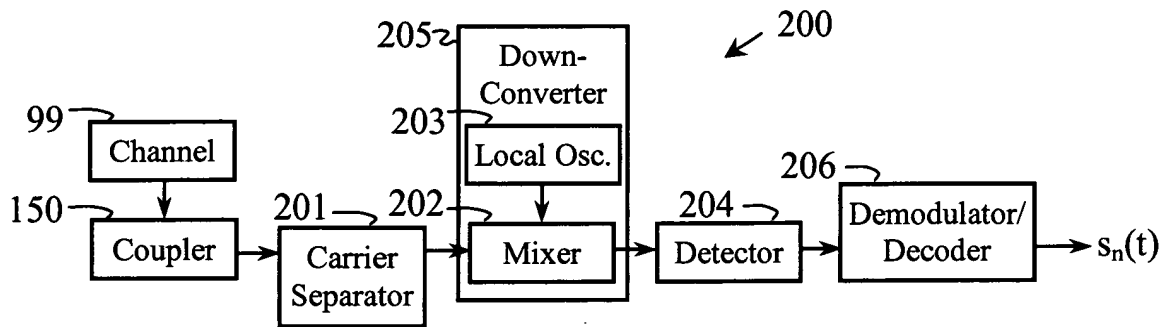 205
200
Down-
Converter
99
203
Channel
Local Osc.
150
201
202
204
206
Coupler
Carrier
Separator
Mixer
Detector
Demodulator/
Decoder
sₙ(t)